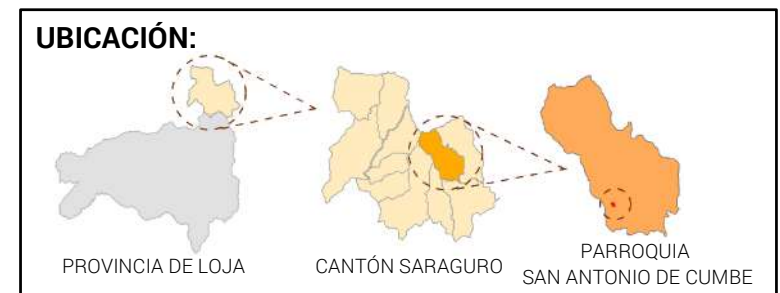 UBICACIÓN:
PROVINCIA DE LOJA
CANTÓN SARAGURO
PARROQUIA
SAN ANTONIO DE CUMBE